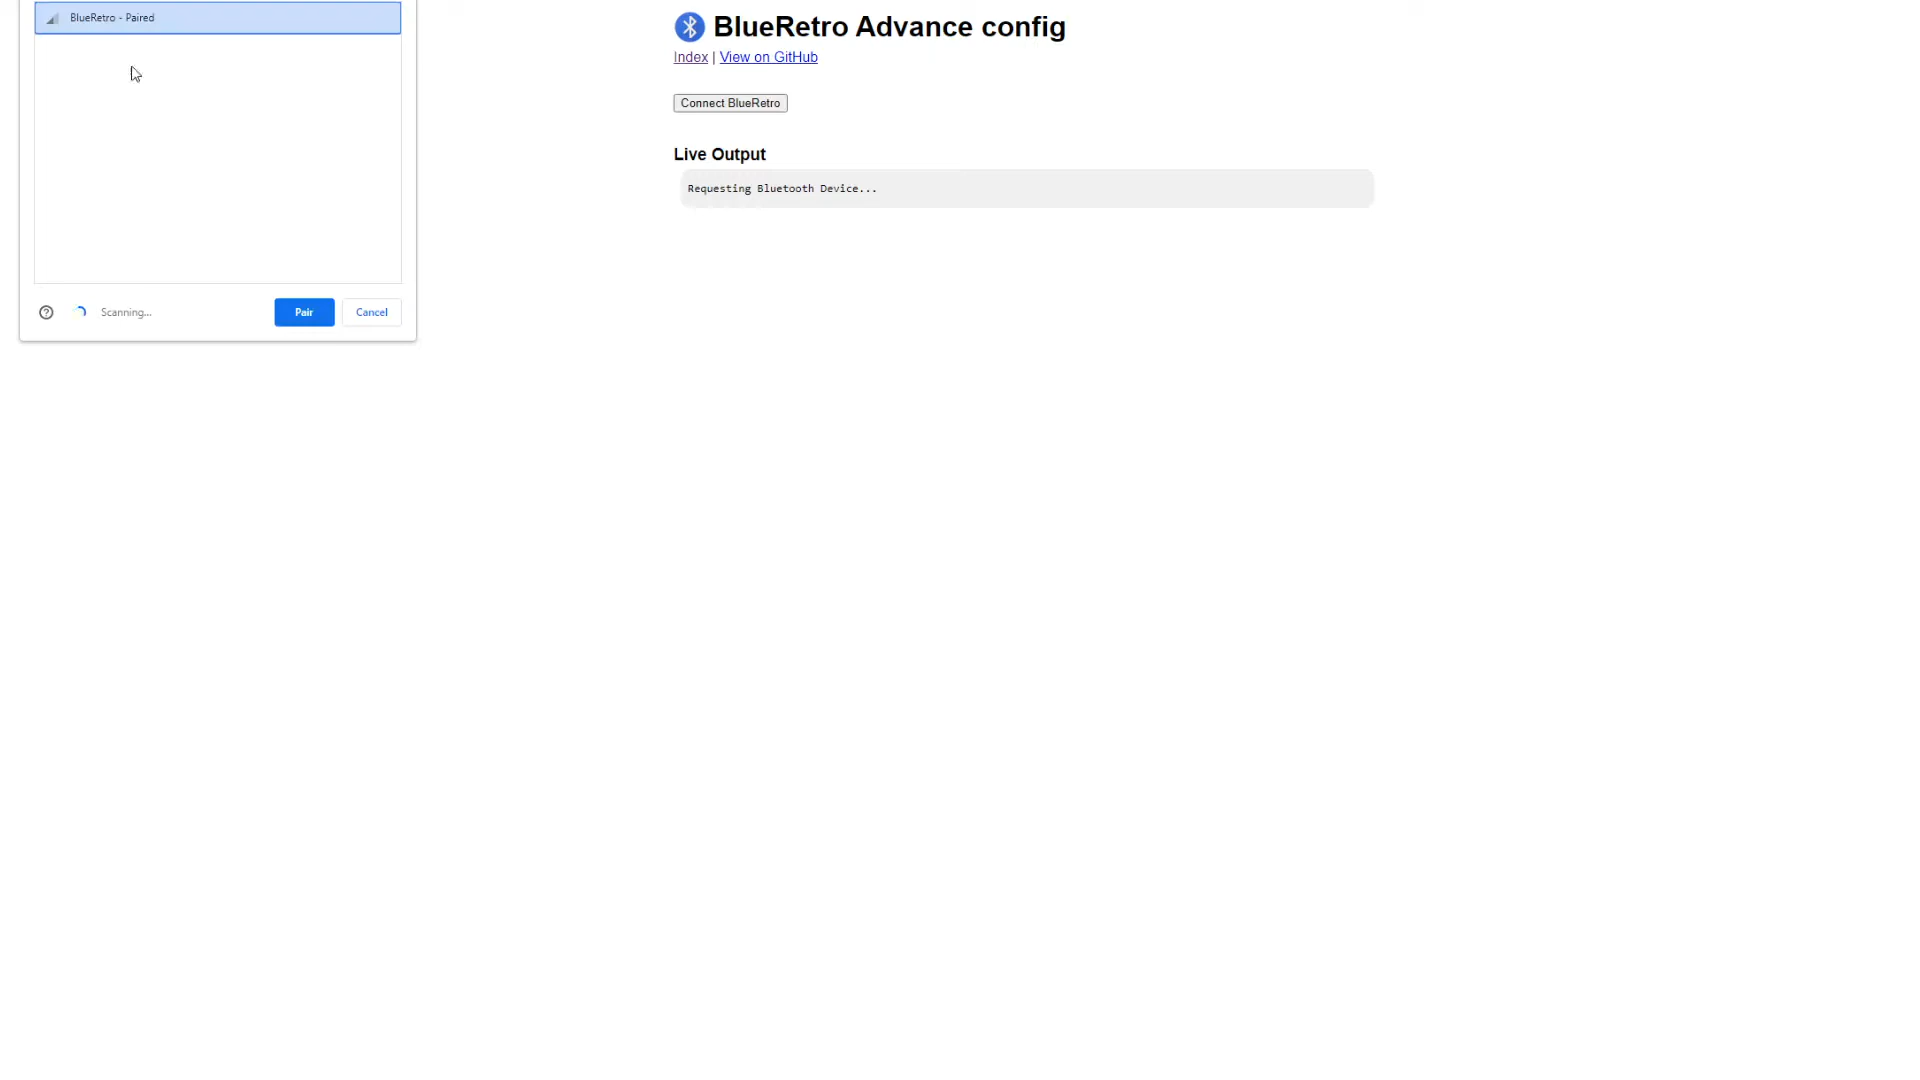 BlueRetro - Paired
Scanning...
Pair
Cancel
BlueRetro Advance config
Index | View on GitHub
Connect BlueRetro
Live Output
Requesting Bluetooth Device...